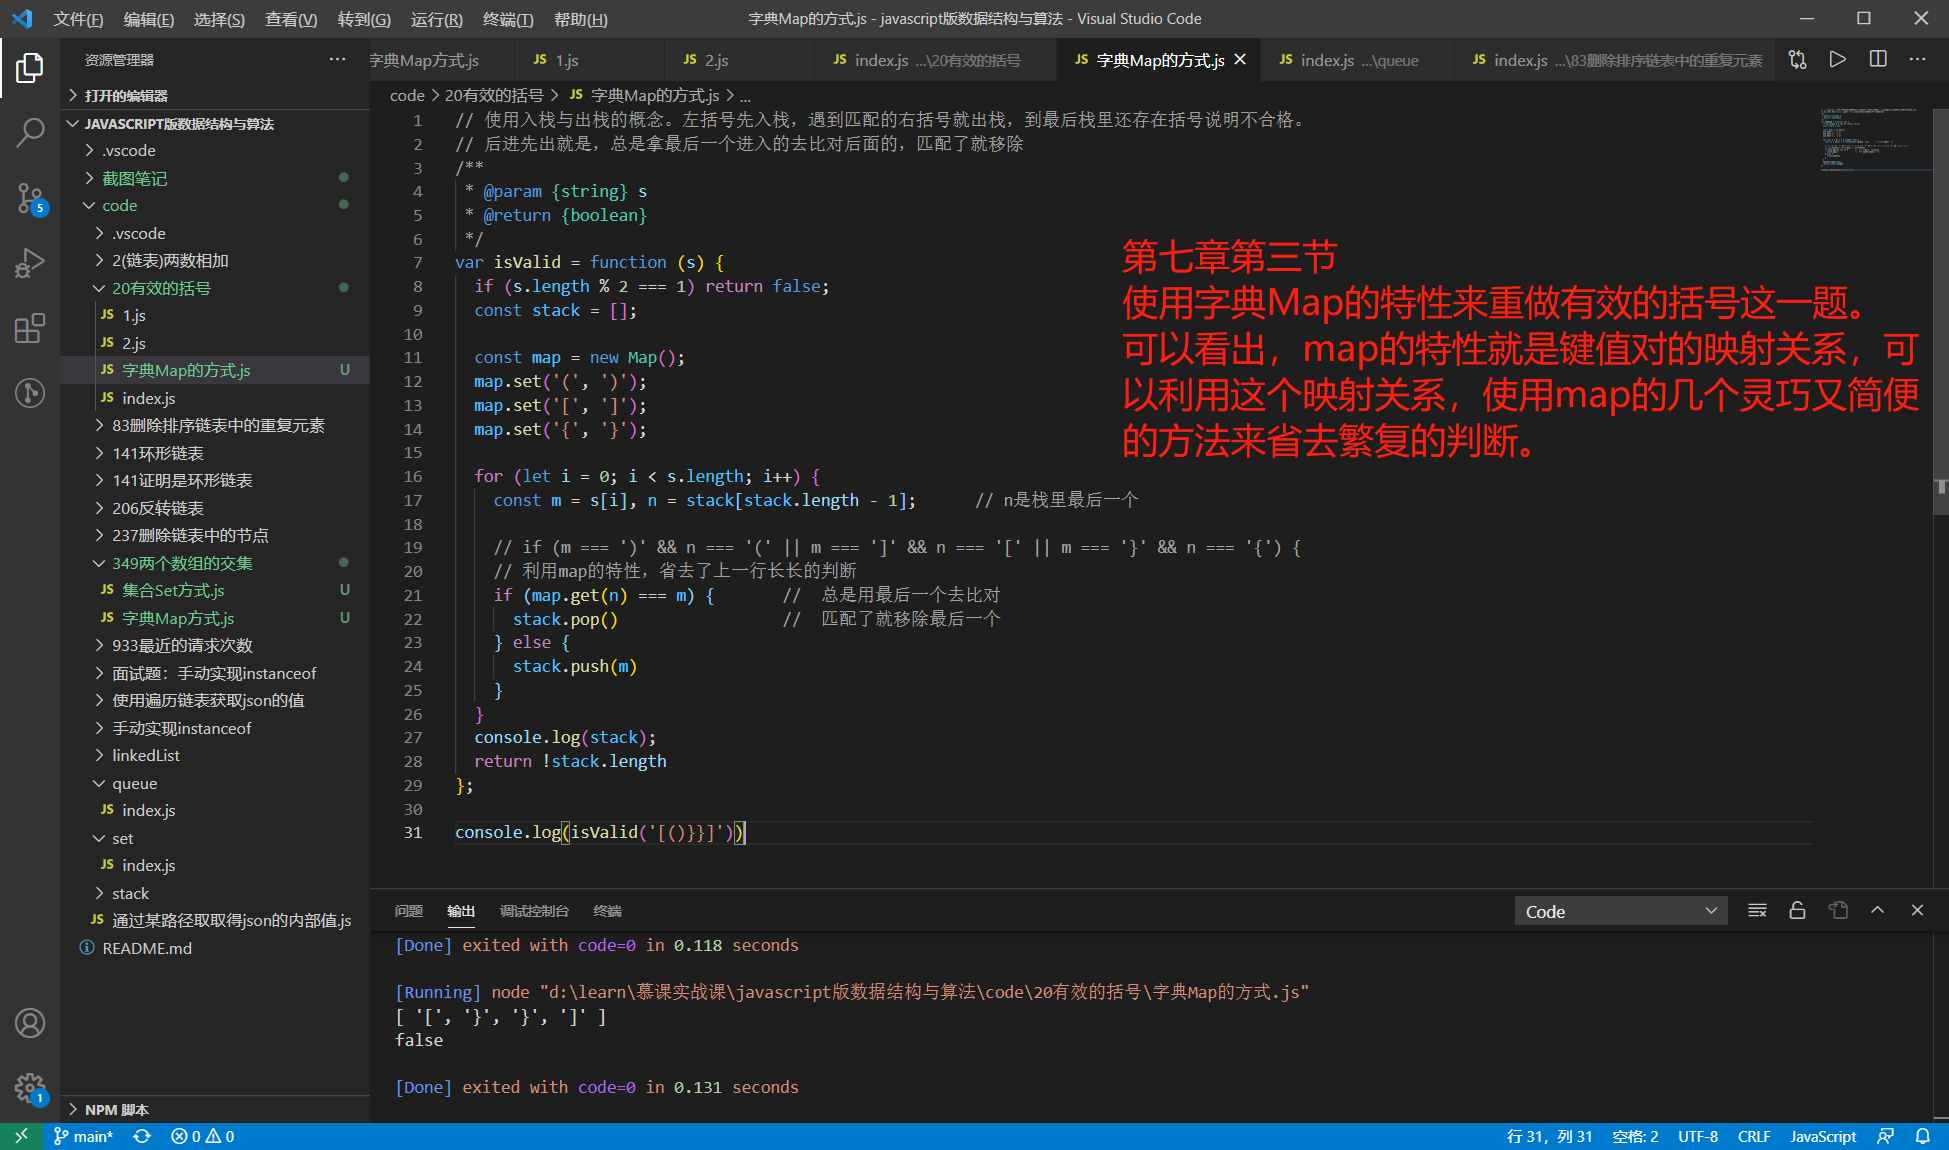 文件(F) 编辑(E) 选择(S) 查看(V) 转到(G) 运行(R) 终端(T) 帮助(H) 字典Map的方式.js - javascript版数据结构与算法 - Visual Studio Code
资源管理器 ···
字典Map方式.js JS 1.js JS 2.js JS index.js ...\20有效的括号 JS 字典Map的方式.js JS index.js ...\queue JS index.js ...\83删除排序链表中的重复元素
打开的编辑器
JAVASCRIPT版数据结构与算法
.vscode
截图笔记
code
.vscode
2(链表)两数相加
20有效的括号
JS 1.js
JS 2.js
JS 字典Map的方式.js U
JS index.js
83删除排序链表中的重复元素
141环形链表
141证明是环形链表
206反转链表
237删除链表中的节点
349两个数组的交集
JS 集合Set方式.js U
JS 字典Map方式.js U
933最近的请求次数
面试题：手动实现instanceof
使用遍历链表获取json的值
手动实现instanceof
linkedList
queue
JS index.js
set
JS index.js
stack
JS 通过某路径取取得json的内部值.js
README.md
NPM 脚本
5
1
code > 20有效的括号 > JS 字典Map的方式.js > ...
1 // 使用入栈与出栈的概念。左括号先入栈，遇到匹配的右括号就出栈，到最后栈里还存在括号说明不合格。
2 // 后进先出就是，总是拿最后一个进入的去比对后面的，匹配了就移除
3 /**
4 * @param {string} s
5 * @return {boolean}
6 */
7 var isValid = function (s) {
8 if (s.length % 2 === 1) return false;
9 const stack = [];
10
11 const map = new Map();
12 map.set('(', ')');
13 map.set('[', ']');
14 map.set('{', '}');
15
16 for (let i = 0; i < s.length; i++) {
17 const m = s[i], n = stack[stack.length - 1]; // n是栈里最后一个
18
19 // if (m === ')' && n === '(' || m === ']' && n === '[' || m === '}' && n === '{') {
20 // 利用map的特性，省去了上一行长长的判断
21 if (map.get(n) === m) { // 总是用最后一个去比对
22 stack.pop() // 匹配了就移除最后一个
23 } else {
24 stack.push(m)
25 }
26 }
27 console.log(stack);
28 return !stack.length
29 };
30
31 console.log(isValid('[()}}]'))
第七章第三节
使用字典Map的特性来重做有效的括号这一题。
可以看出，map的特性就是键值对的映射关系，可
以利用这个映射关系，使用map的几个灵巧又简便
的方法来省去繁复的判断。
问题 输出 调试控制台 终端 Code
[Done] exited with code=0 in 0.118 seconds
[Running] node "d:\learn\慕课实战课\javascript版数据结构与算法\code\20有效的括号\字典Map的方式.js"
[ '[', '}', '}', ']' ]
false
[Done] exited with code=0 in 0.131 seconds
main* 0 0 行 31，列 31 空格: 2 UTF-8 CRLF JavaScript